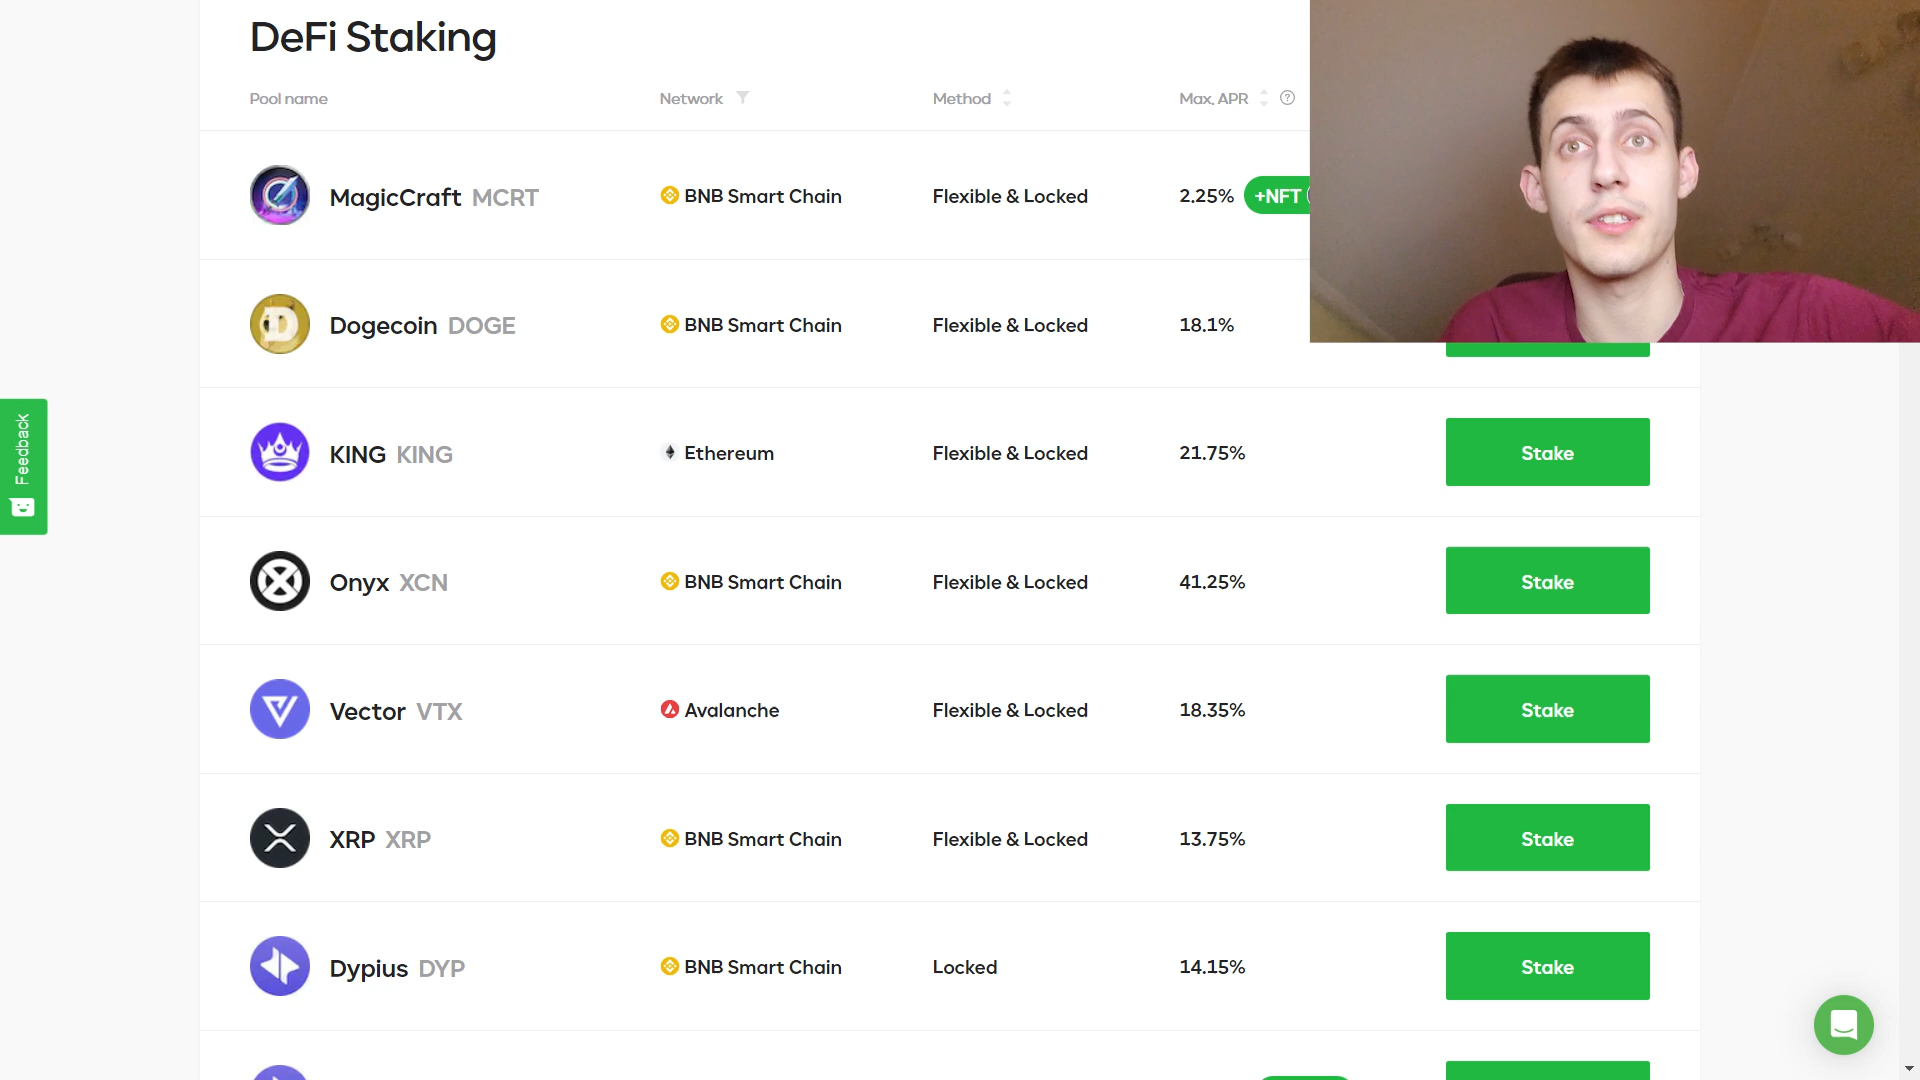 DeFi Staking
Pool name Network Method Max. APR ?
MagicCraft MCRT BNB Smart Chain Flexible & Locked 2.25% +NFT
Dogecoin DOGE BNB Smart Chain Flexible & Locked 18.1%
KING KING Ethereum Flexible & Locked 21.75% Stake
Feedback
Onyx XCN BNB Smart Chain Flexible & Locked 41.25% Stake
Vector VTX Avalanche Flexible & Locked 18.35% Stake
XRP XRP BNB Smart Chain Flexible & Locked 13.75% Stake
Dypius DYP BNB Smart Chain Locked 14.15% Stake